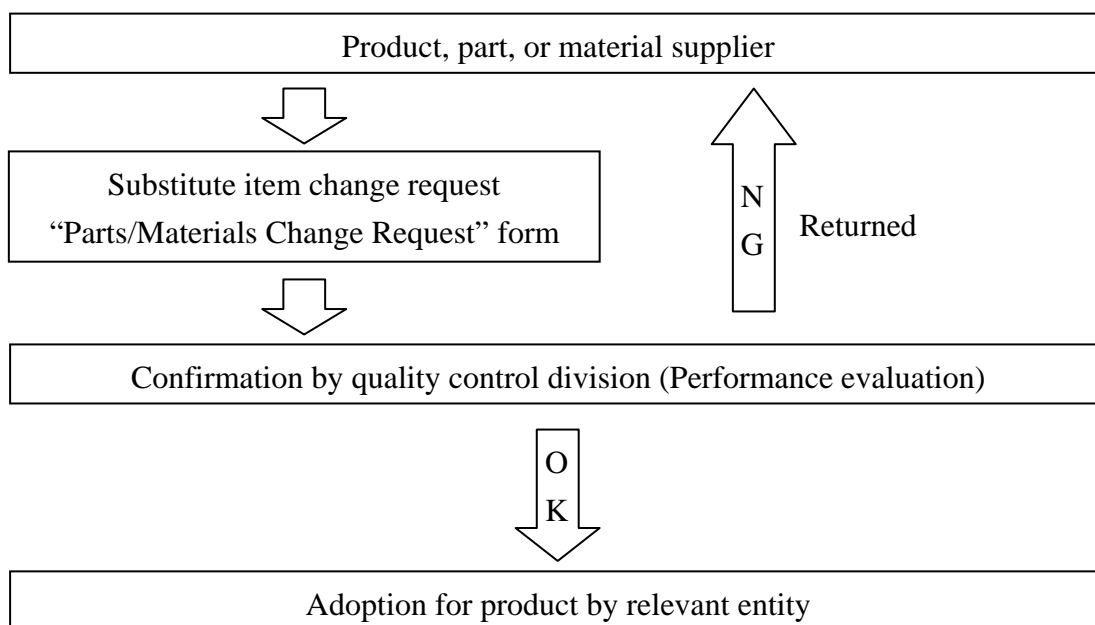 Product, part, or material supplier
Substitute item change request
“Parts/Materials Change Request” form
N
G
Returned
Confirmation by quality control division (Performance evaluation)
O
K
Adoption for product by relevant entity